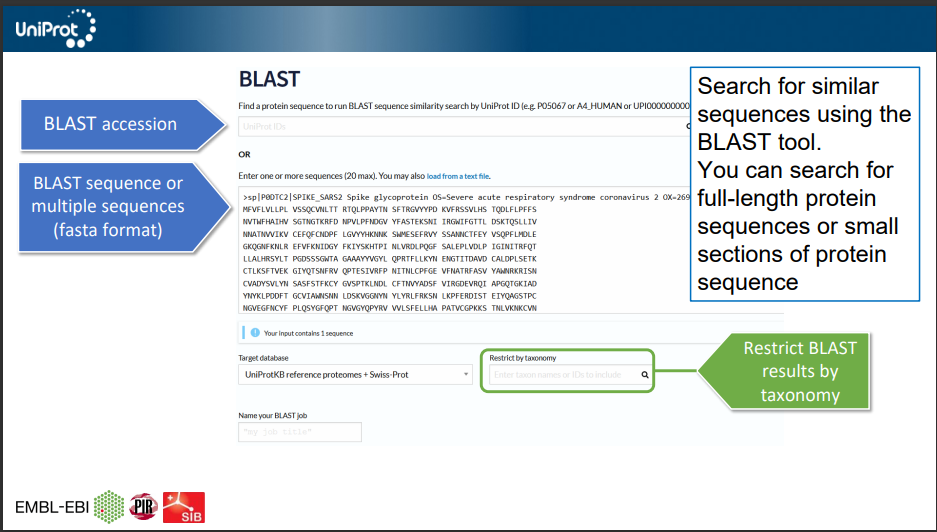 UniProt
BLAST
Find a protein sequence to run BLAST sequence similarity search by UniProt ID (e.g. P05067 or A4_HUMAN or UPI000000000
UniProt IDs
OR
Enter one or more sequences (20 max). You may also load from a text file.
>sp|P0DTC2|SPIKE_SARS2 Spike glycoprotein OS=Severe acute respiratory syndrome coronavirus 2 OX=269
MFVFLVLLPL VSSQCVNLTT RTQLPPAYTN SFTRGVYYPD KVFRSSVLHS TQDLFLPFFS
NVTWFHAIHV SGTNGTKRFD NPVLPFNDGV YFASTEKSNI IRGWIFGTTL DSKTQSLLIV
NNATNVVIKV CEFQFCNDPF LGVYYHKNNK SWMESEFRVY SSANNCTFEY VSQPFLMDLE
GKQGNFKNLR EFVFKNIDGY FKIYSKHTPI NLVRDLPQGF SALEPLVDLP IGINITRFQT
LLALHRSYLT PGDSSSGWTA GAAAYYVGYL QPRTFLLKYN ENGTITDAVD CALDPLSETK
CTLKSFTVEK GIYQTSNFRV QPTESIVRFP NITNLCPFGE VFNATRFASV YAWNRKRISN
CVADYSVLYN SASFSTFKCY GVSPTKLNDL CFTNVYADSF VIRGDEVRQI APGQTGKIAD
YNYKLPDDFT GCVIAWNSNN LDSKVGGNYN YLYRLFRKSN LKPFERDIST EIYQAGSTPC
NGVEGFNCYF PLQSYGFQPT NGVGYQPYRV VVLSFELLHA PATVCGPKKS TNLVKNKCVN
Your input contains 1 sequence
Target database
UniProtKB reference proteomes + Swiss-Prot
Restrict by taxonomy
Enter taxon names or IDs to include
Name your BLAST job
"my job title"
BLAST accession
BLAST sequence or
multiple sequences
(fasta format)
Search for similar
sequences using the
BLAST tool.
You can search for
full-length protein
sequences or small
sections of protein
sequence
Restrict BLAST
results by
taxonomy
EMBL-EBI
PIR
SIB